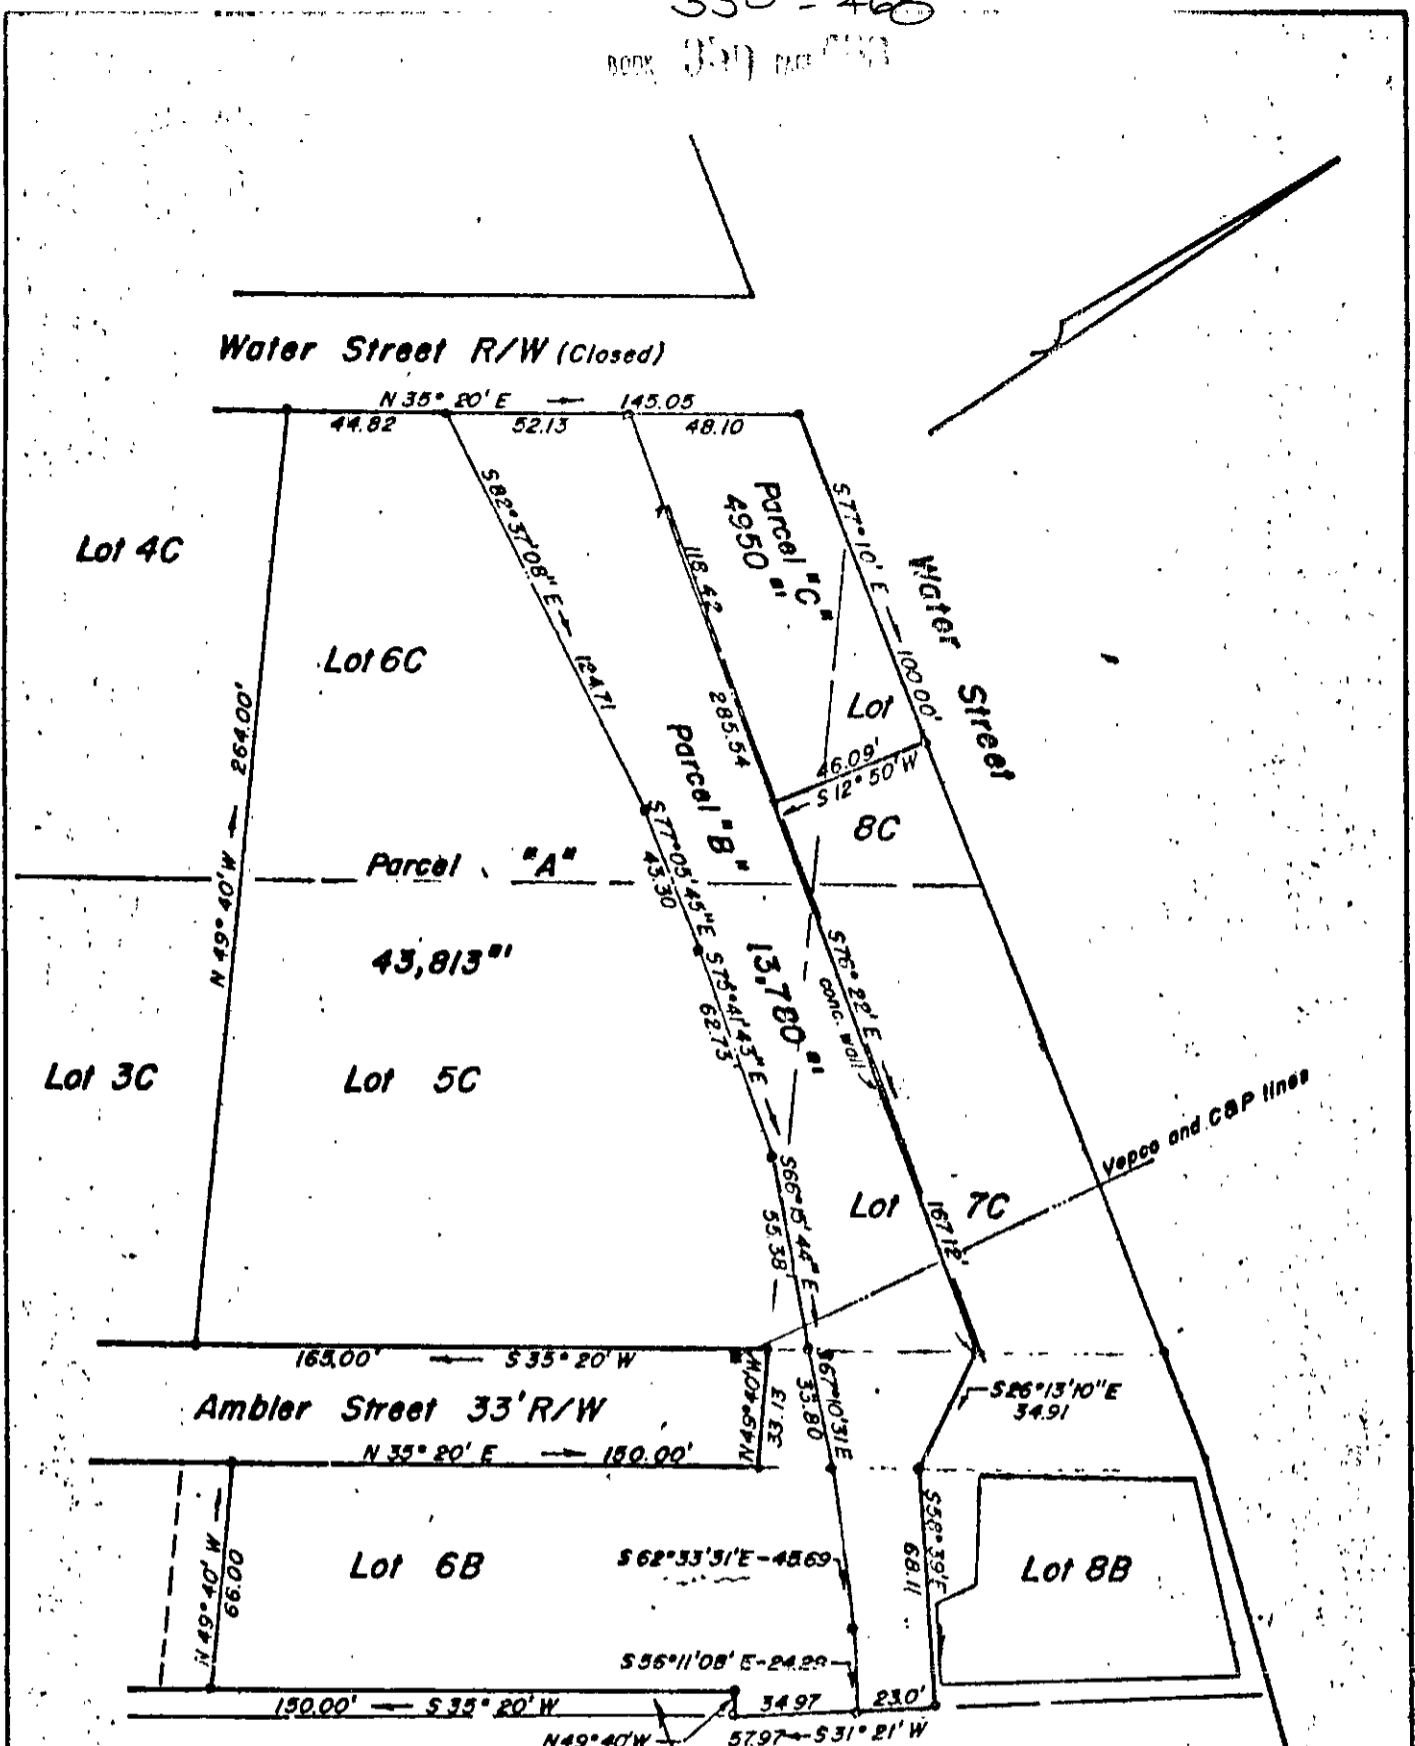 BOOK 350 PAGE
Water Street R/W (Closed)
N 35° 20' E 145.05
44.82 52.13 48.10
S 82° 37' 08" E 124.71
118.42
285.54
Parcel "C"
4950 □'
S 77° 10' E 100.00'
Water Street
Lot 4C
Lot 6C
Lot
46.09'
S 12° 50' W
8C
N 49° 40' W 264.00'
Parcel "B"
Parcel "A"
S 77° 05' 45" E
43.30
43,813 □'
13,780 □'
S 75° 41' 43" E
62.73
S 76° 22' E
conc. wall
Lot 3C
Lot 5C
Vepco and C&P lines
Lot 7C
S 66° 15' 44" E
55.38
167.12'
165.00' S 35° 20' W
N 49° 40' W
31.33
S 67° 10' 31 E
35.80
S 26° 13' 10" E
34.91
Ambler Street 33' R/W
N 35° 20' E 150.00'
N 49° 40' W
66.00
Lot 6B
S 62° 33' 31' E - 45.69
S 58° 39' E
68.11
Lot 8B
S 56° 11' 08' E - 24.29
150.00' S 35° 20' W
34.97 23.0'
N 49° 40' W
57.97 S 31° 21' W